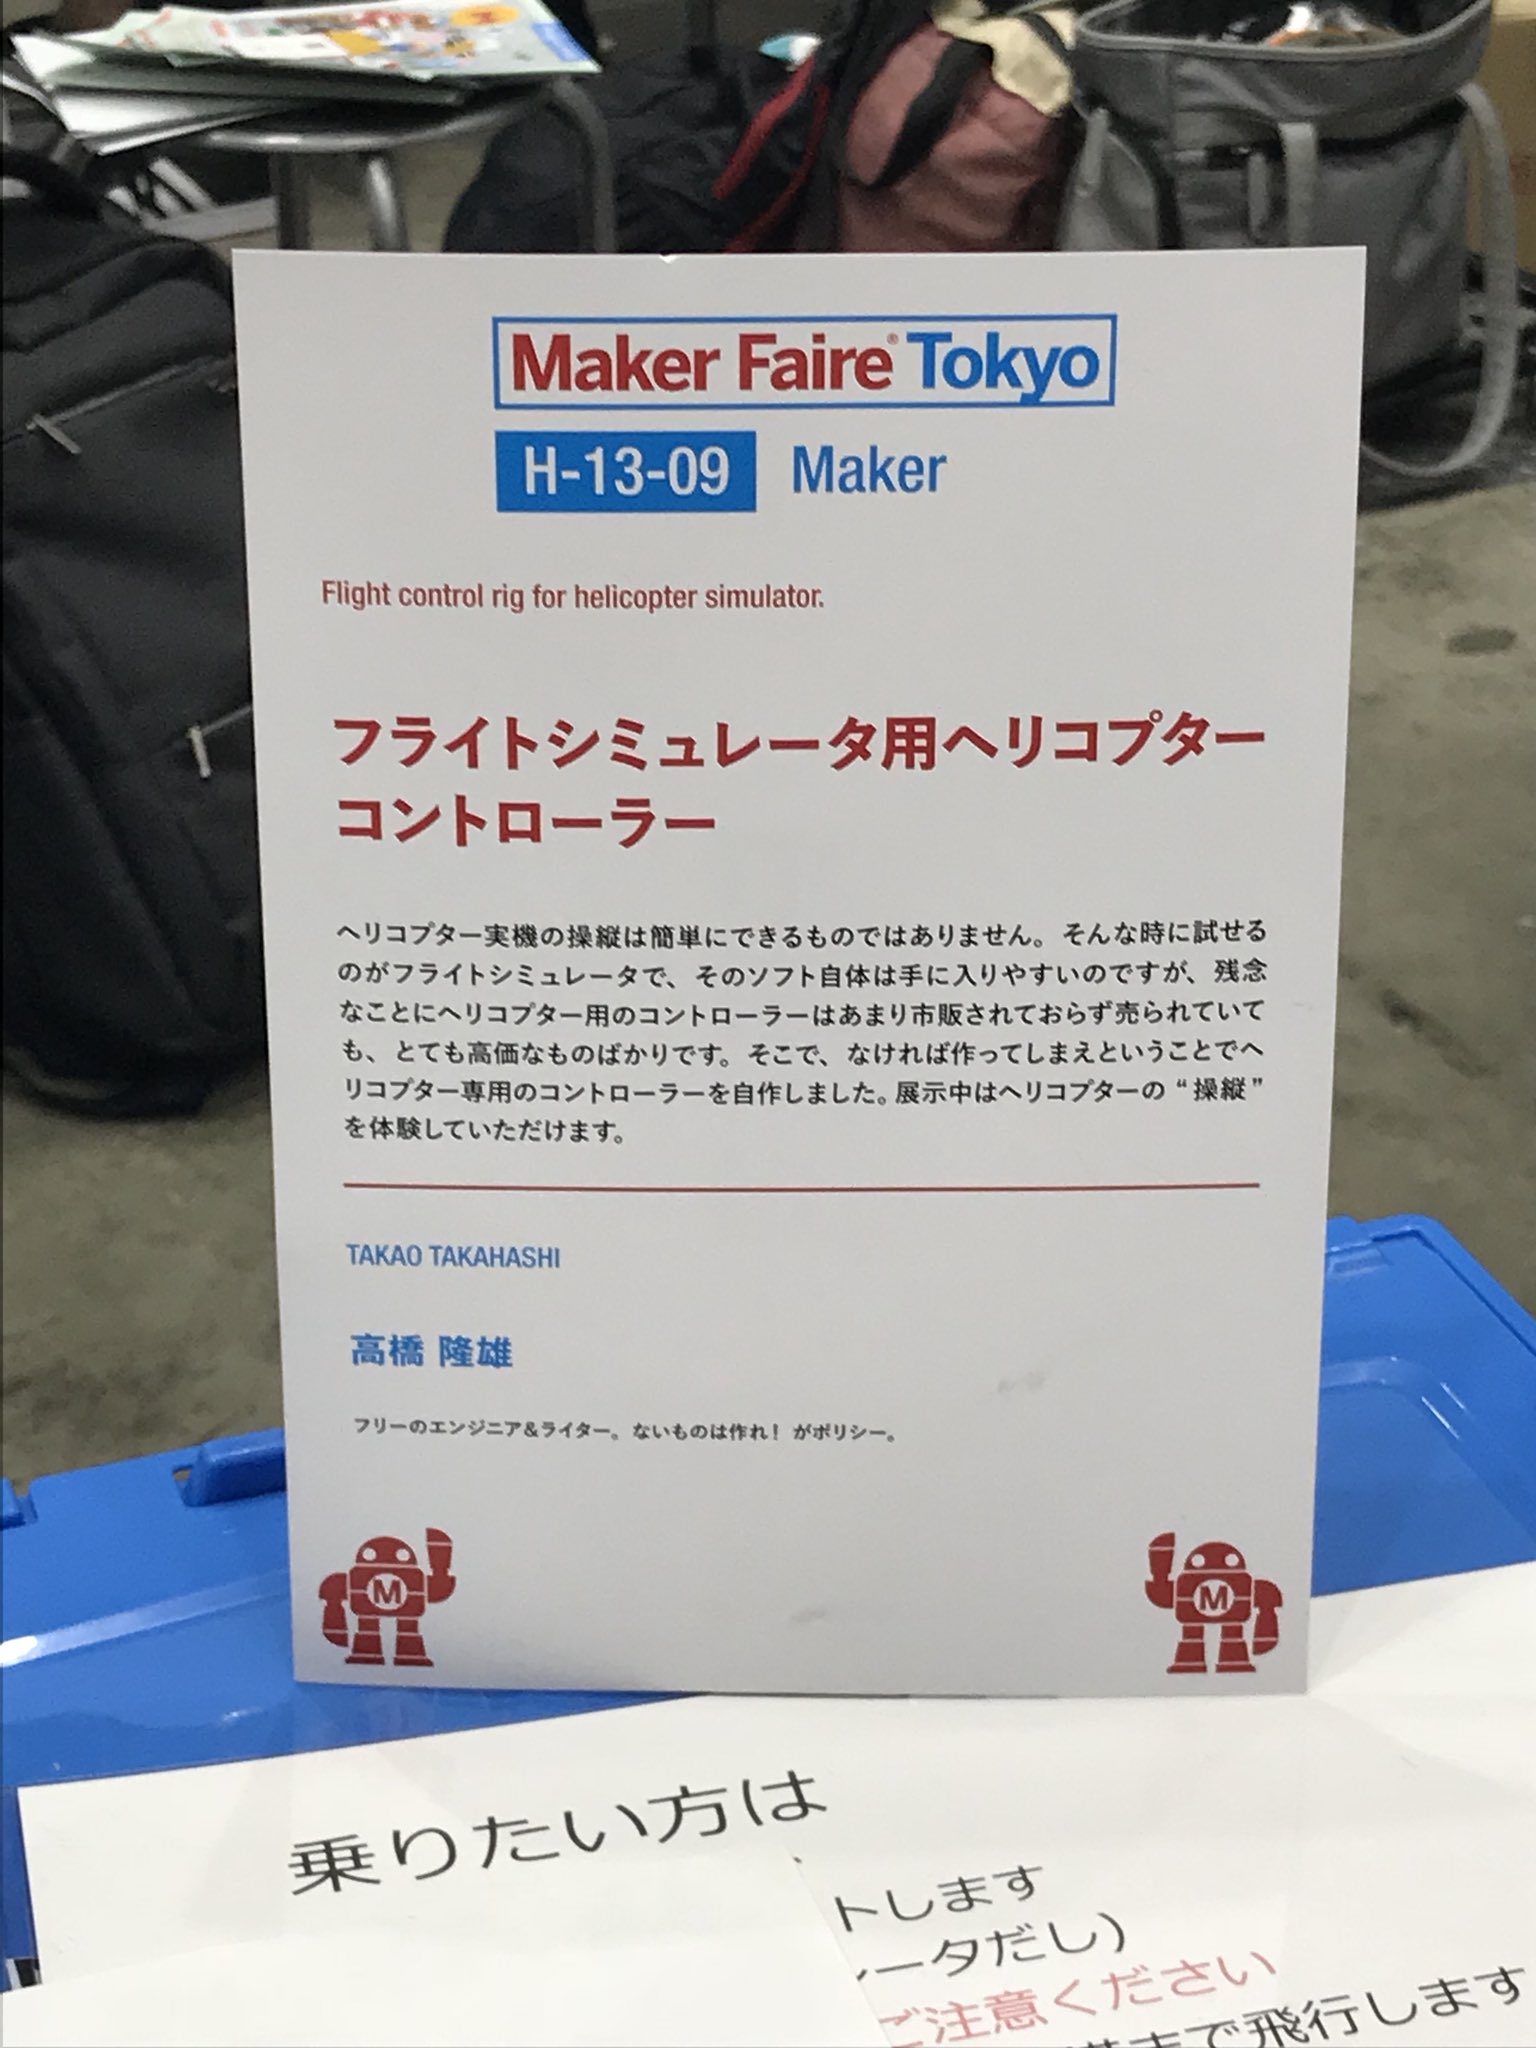 Maker Faire® Tokyo
H-13-09 Maker
Flight control rig for helicopter simulator.
フライトシミュレータ用ヘリコプター
コントローラー
ヘリコプター実機の操縦は簡単にできるものではありません。そんな時に試せる
のがフライトシミュレータで、そのソフト自体は手に入りやすいのですが、残念
なことにヘリコプター用のコントローラーはあまり市販されておらず売られていて
も、とても高価なものばかりです。そこで、なければ作ってしまえということでヘ
リコプター専用のコントローラーを自作しました。展示中はヘリコプターの“操縦”
を体験していただけます。
TAKAO TAKAHASHI
高橋 隆雄
フリーのエンジニア&ライター。ないものは作れ! がポリシー。
M M
乗りたい方は
トします
ータだし)
ご注意ください
まで飛行します